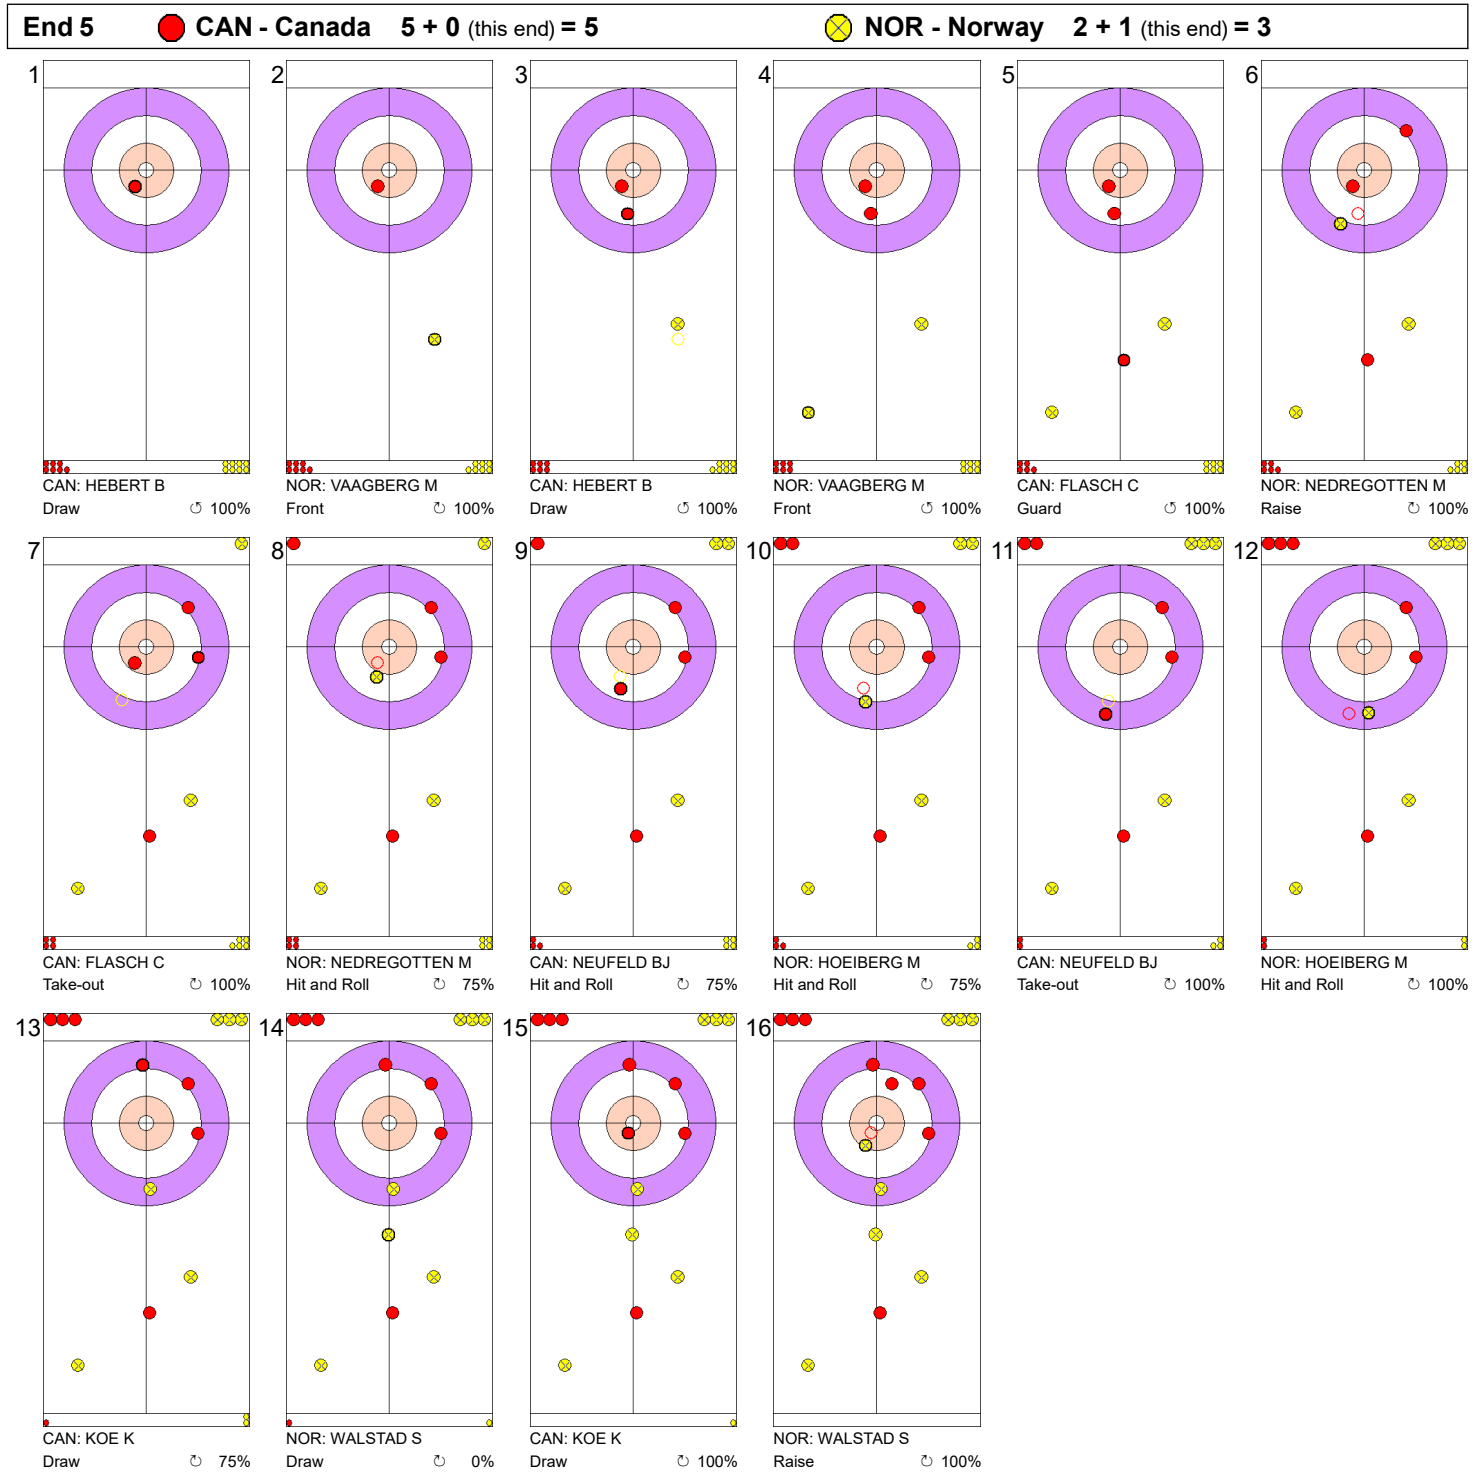 End 5 CAN - Canada 5 + 0 (this end) = 5 NOR - Norway 2 + 1 (this end) = 3
1 2 3 4 5 6
CAN: HEBERT B NOR: VAAGBERG M CAN: HEBERT B NOR: VAAGBERG M CAN: FLASCH C NOR: NEDREGOTTEN M
Draw ↺ 100% Front ↻ 100% Draw ↺ 100% Front ↻ 100% Guard ↺ 100% Raise ↻ 100%
7 8 9 10 11 12
CAN: FLASCH C NOR: NEDREGOTTEN M CAN: NEUFELD BJ NOR: HOEIBERG M CAN: NEUFELD BJ NOR: HOEIBERG M
Take-out ↻ 100% Hit and Roll ↻ 75% Hit and Roll ↻ 75% Hit and Roll ↻ 75% Take-out ↻ 100% Hit and Roll ↻ 100%
13 14 15 16
CAN: KOE K NOR: WALSTAD S CAN: KOE K NOR: WALSTAD S
Draw ↻ 75% Draw ↻ 0% Draw ↻ 100% Raise ↻ 100%